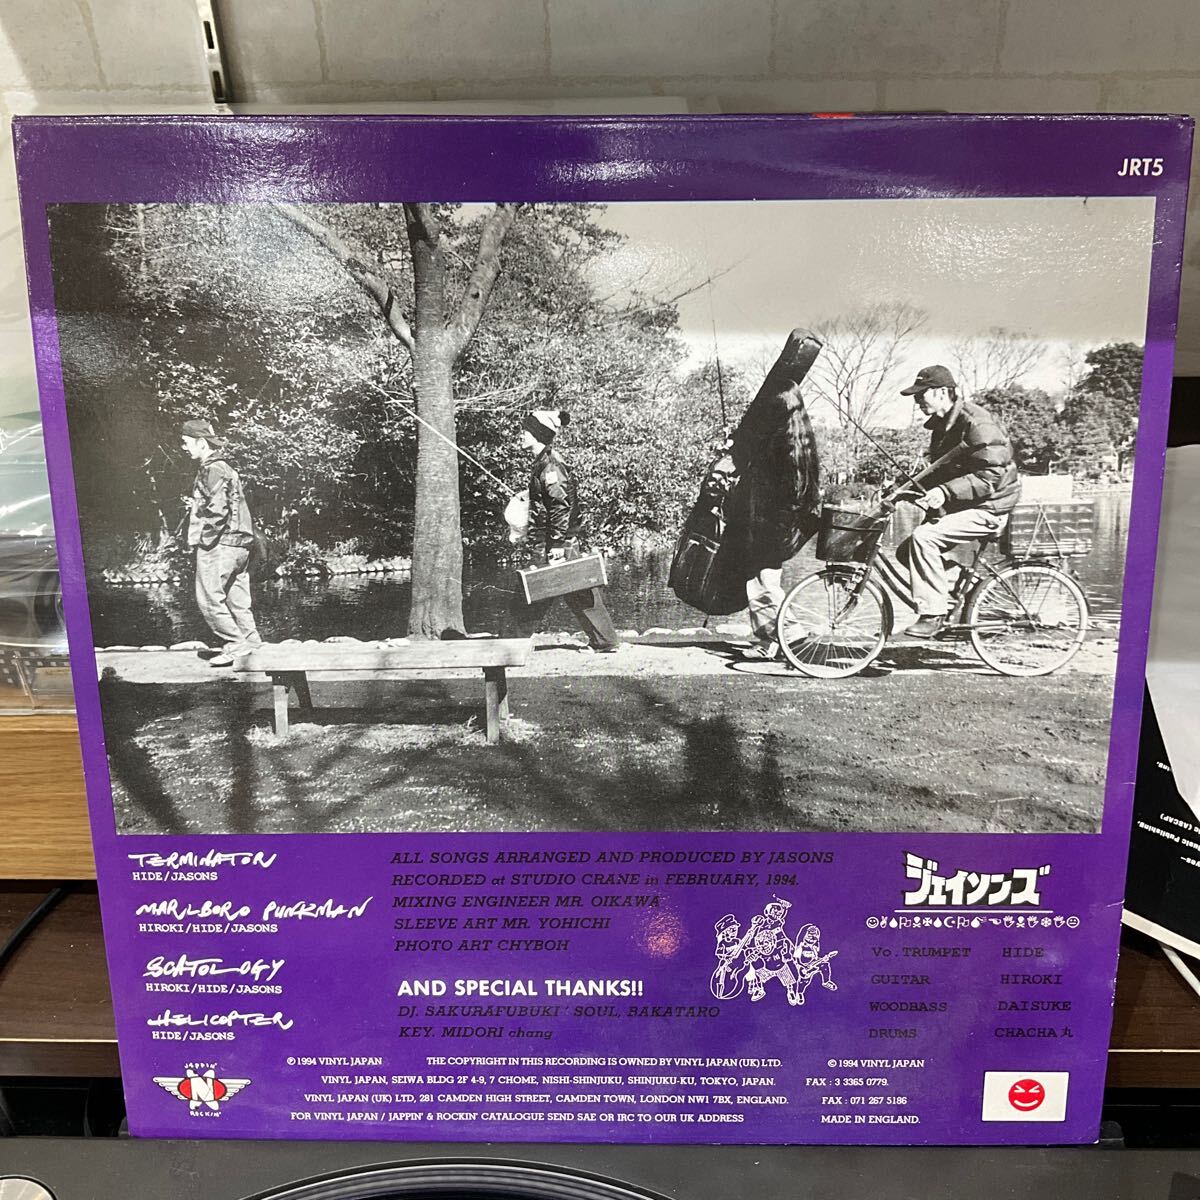 JRT5
TERMINATOR
HIDE/JASONS
MARLBORO PUNKMAN
HIROKI/HIDE/JASONS
SCATOLOGY
HIROKI/HIDE/JASONS
HELICOPTER
HIDE/JASONS
ALL SONGS ARRANGED AND PRODUCED BY JASONS
RECORDED at STUDIO CRANE in FEBRUARY, 1994.
MIXING ENGINEER MR. OIKAWA
SLEEVE ART MR. YOHICHI
PHOTO ART CHYBOH
AND SPECIAL THANKS!!
DJ. SAKURAFUBUKI' SOUL, BAKATARO
KEY. MIDORI chang
ジェイソンズ
Vo. TRUMPET HIDE
GUITAR HIROKI
WOODBASS DAISUKE
DRUMS CHACHA丸
JAPPIN'
N
ROCKIN'
℗ 1994 VINYL JAPAN THE COPYRIGHT IN THIS RECORDING IS OWNED BY VINYL JAPAN (UK) LTD. © 1994 VINYL JAPAN
VINYL JAPAN, SEIWA BLDG 2F 4-9, 7 CHOME, NISHI-SHINJUKU, SHINJUKU-KU, TOKYO, JAPAN. FAX : 3 3365 0779.
VINYL JAPAN (UK) LTD, 281 CAMDEN HIGH STREET, CAMDEN TOWN, LONDON NW1 7BX, ENGLAND. FAX : 071 267 5186
FOR VINYL JAPAN / JAPPIN' & ROCKIN' CATALOGUE SEND SAE OR IRC TO OUR UK ADDRESS MADE IN ENGLAND.
(ASCAP)